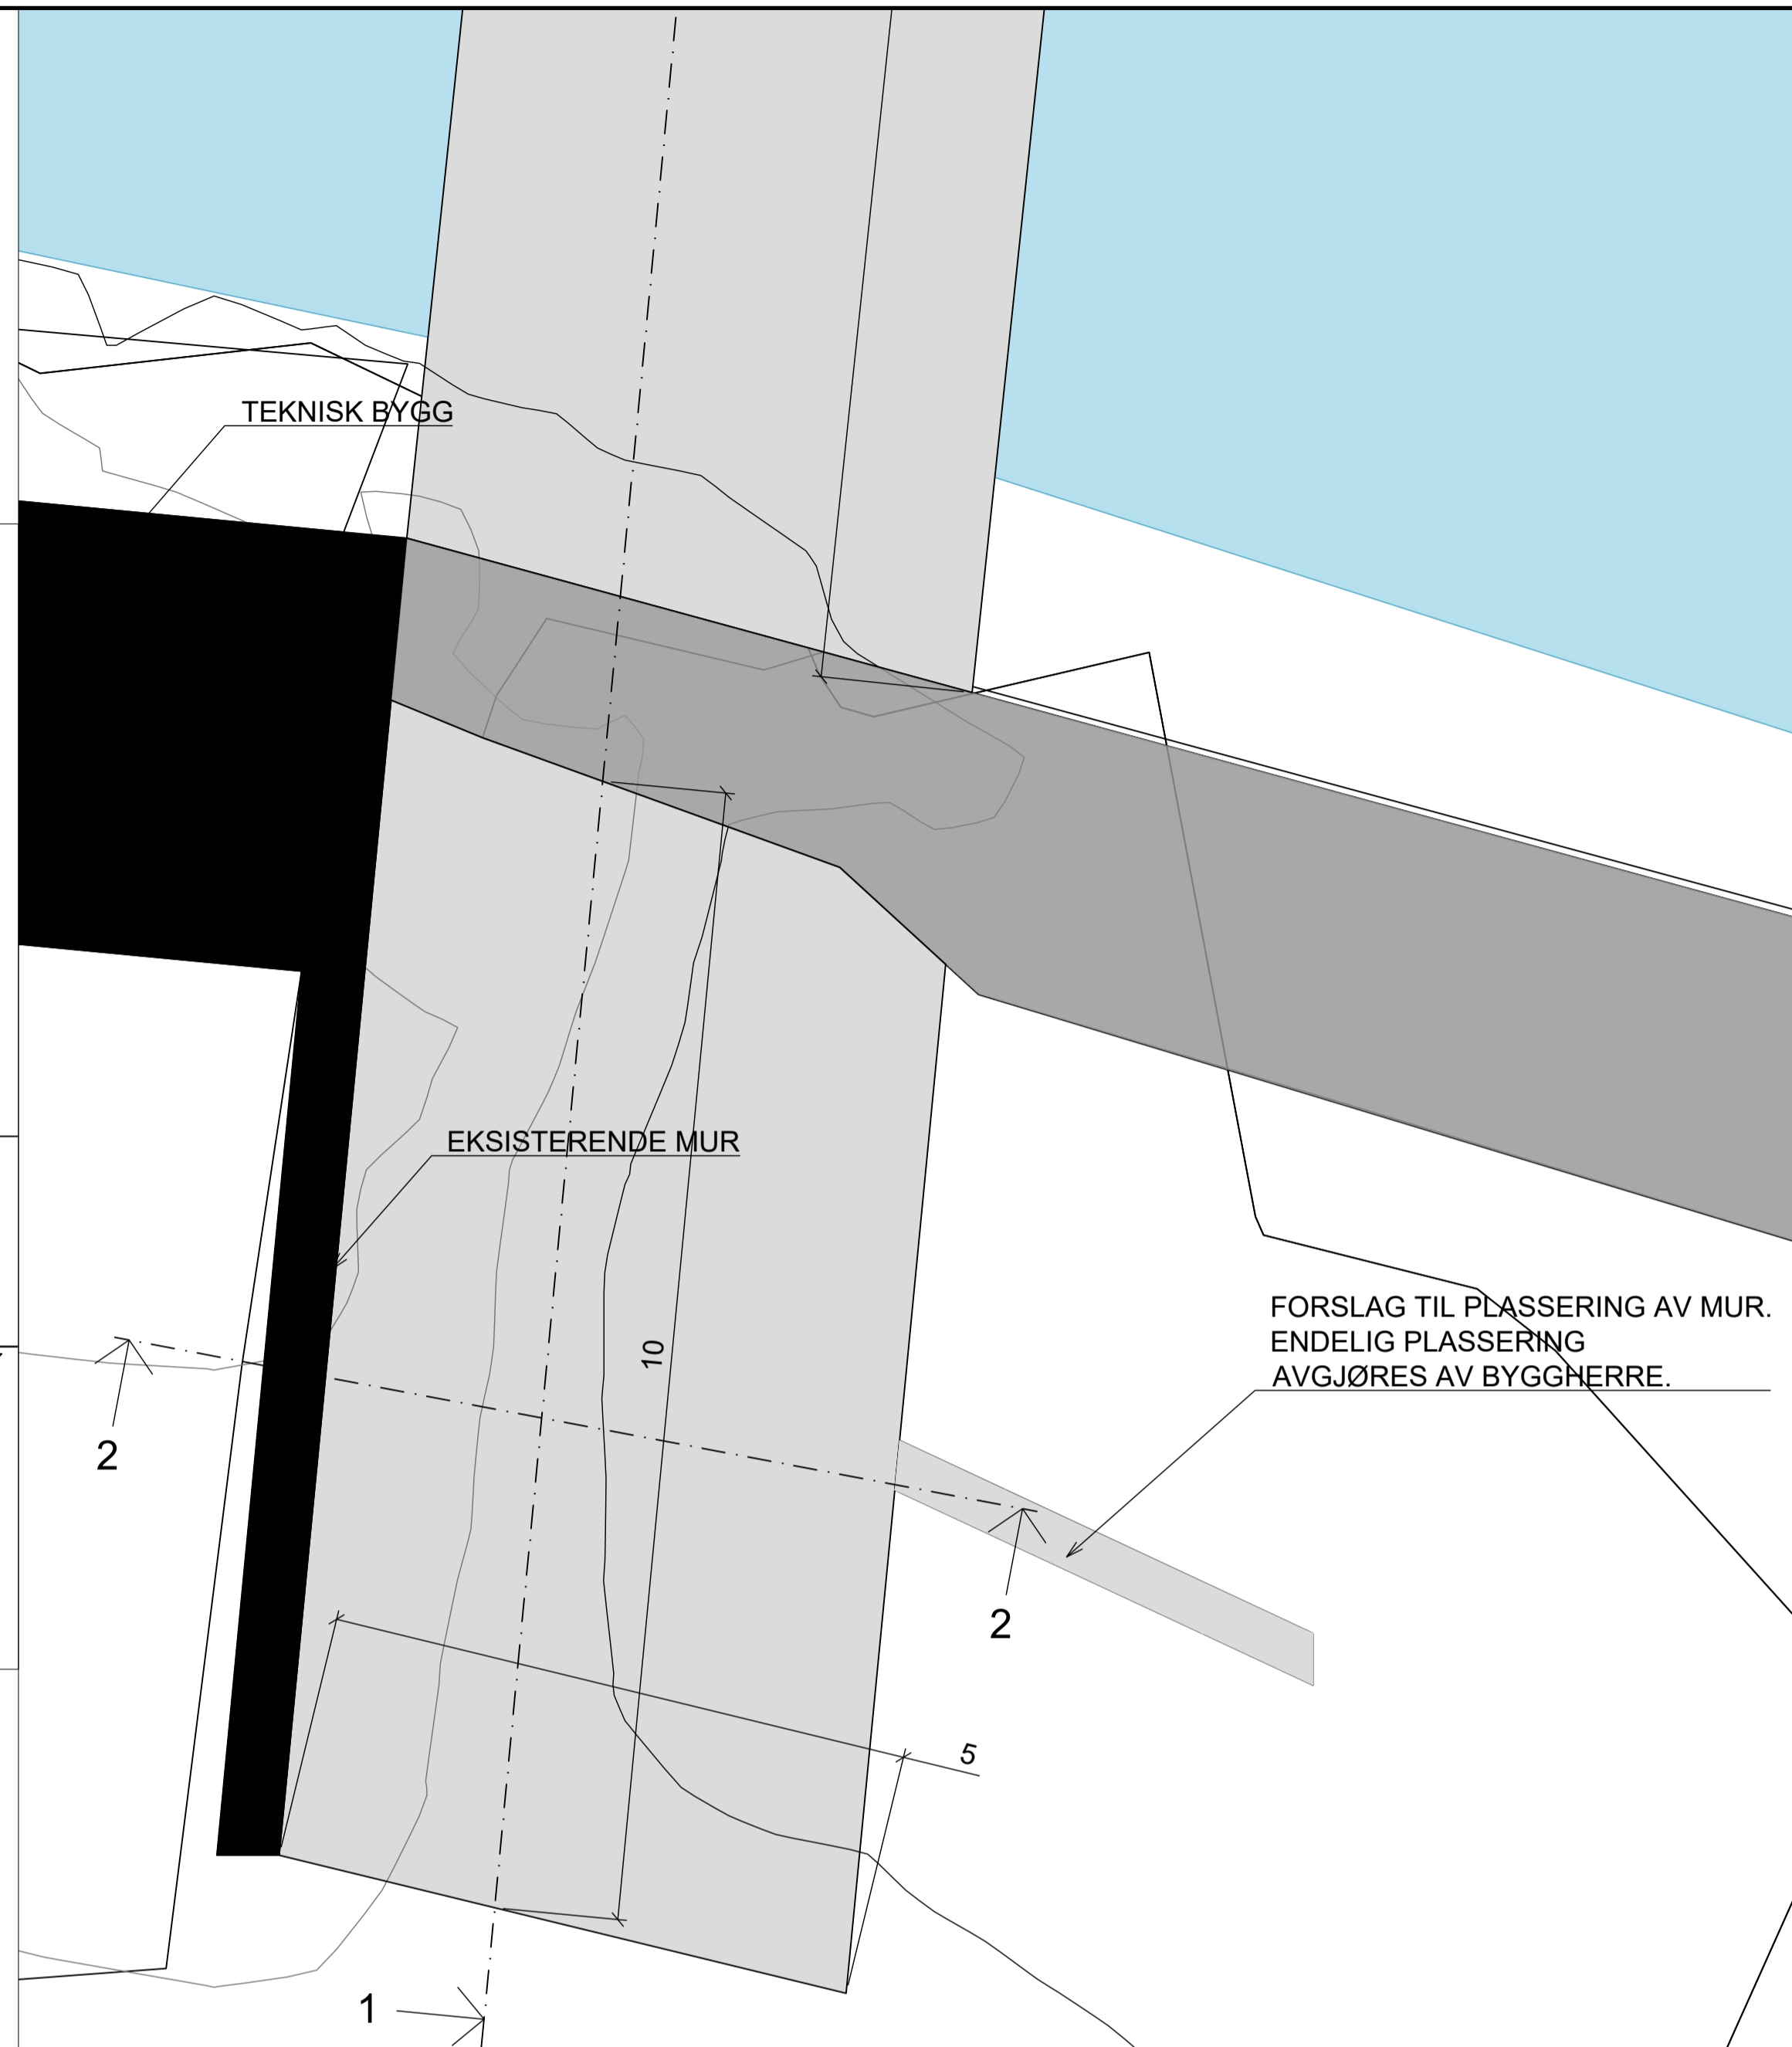 TEKNISK BYGG
EKSISTERENDE MUR
FORSLAG TIL PLASSERING AV MUR.
ENDELIG PLASSERING
AVGJØRES AV BYGGHERRE.
10
2
2
5
1